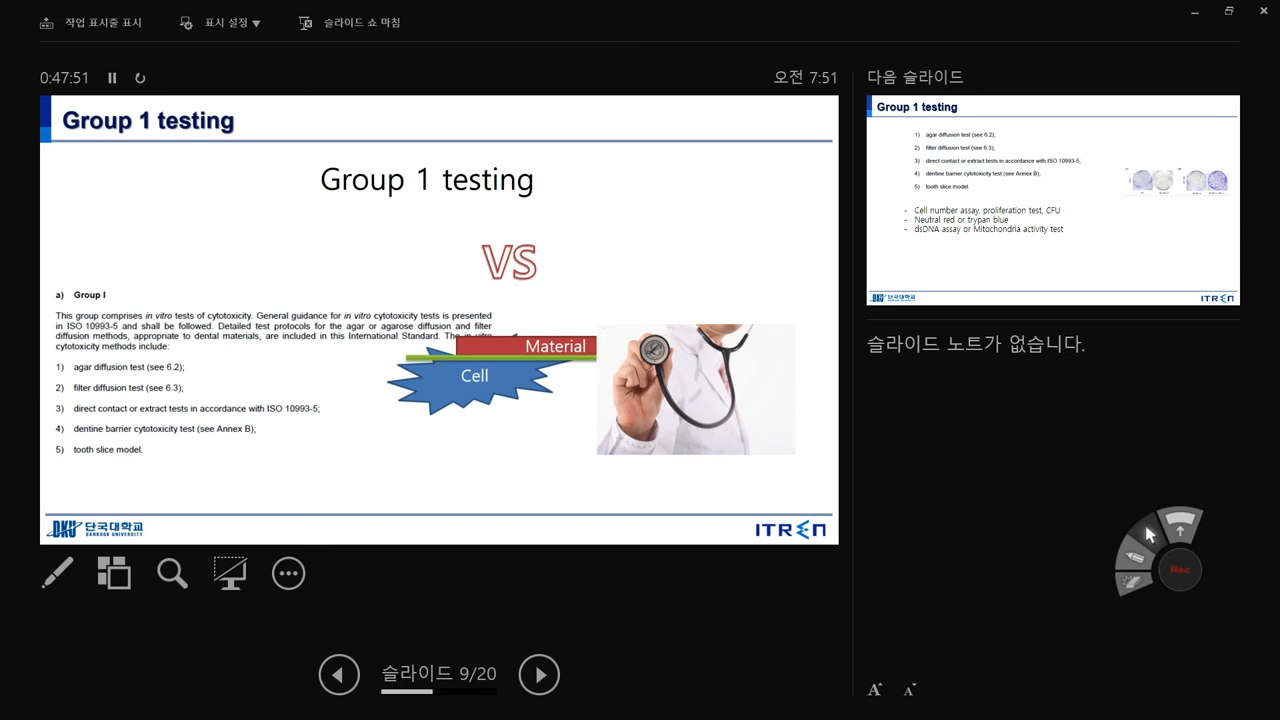 작업 표시줄 표시
표시 설정
슬라이드 쇼 마침
0:47:51
오전 7:51
Group 1 testing
Group 1 testing
VS
a) Group I
This group comprises in vitro tests of cytotoxicity. General guidance for in vitro cytotoxicity tests is presented
in ISO 10993-5 and shall be followed. Detailed test protocols for the agar or agarose diffusion and filter
diffusion methods, appropriate to dental materials, are included in this International Standard. The in vitro
cytotoxicity methods include:
Material
Cell
1) agar diffusion test (see 6.2);
2) filter diffusion test (see 6.3);
3) direct contact or extract tests in accordance with ISO 10993-5;
4) dentine barrier cytotoxicity test (see Annex B);
5) tooth slice model.
DKU 단국대학교
DANKOOK UNIVERSITY
ITREN
슬라이드 9/20
다음 슬라이드
Group 1 testing
1) agar diffusion test (see 6.2);
2) filter diffusion test (see 6.3);
3) direct contact or extract tests in accordance with ISO 10993-5;
4) dentine barrier cytotoxicity test (see Annex B);
5) tooth slice model.
- Cell number assay, proliferation test, CFU
- Neutral red or trypan blue
- dsDNA assay or Mitochondria activity test
DKU 단국대학교
ITREN
슬라이드 노트가 없습니다.
Rec
A A